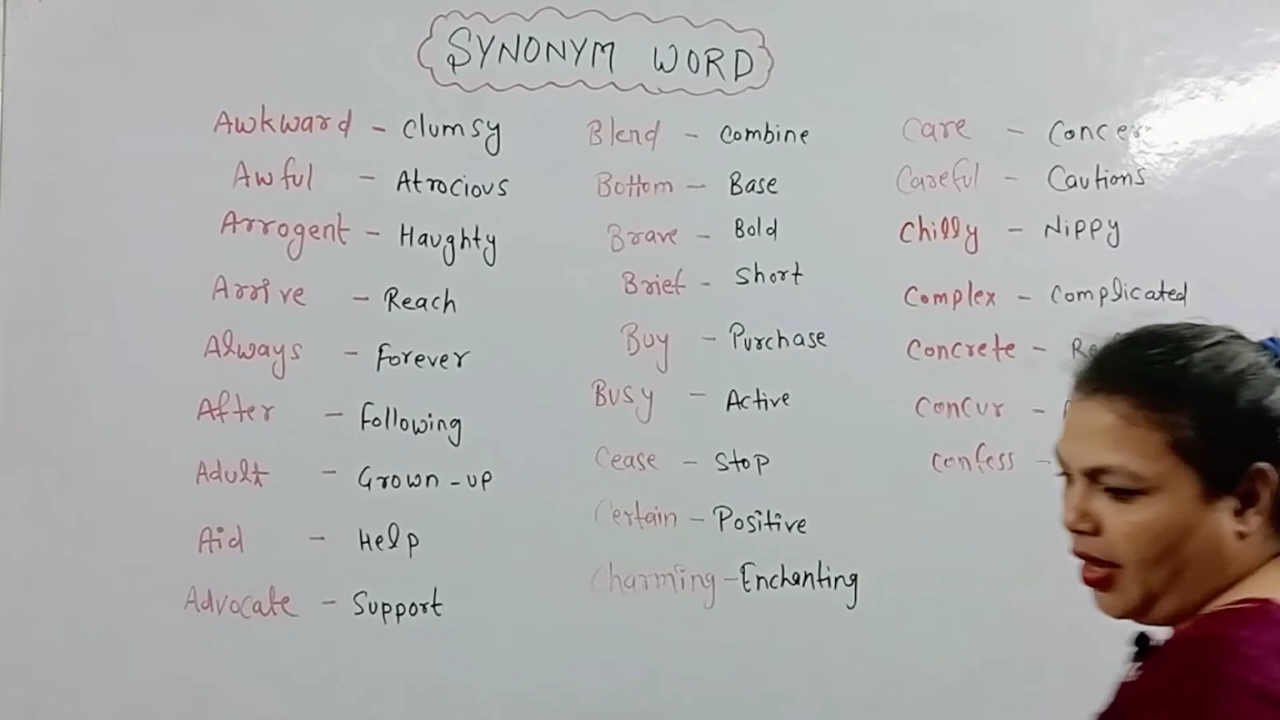 SYNONYM WORD
Awkward - Clumsy
Awful - Atrocious
Arrogent - Haughty
Arrive - Reach
Always - Forever
After - Following
Adult - Grown-up
Aid - Help
Advocate - Support
Blend - Combine
Bottom - Base
Brave - Bold
Brief - Short
Buy - Purchase
Busy - Active
Cease - Stop
Certain - Positive
Charming - Enchanting
Care -
Careful - Cautions
Chilly - Nippy
Complex - Complicated
Concrete -
Concur -
Confess -